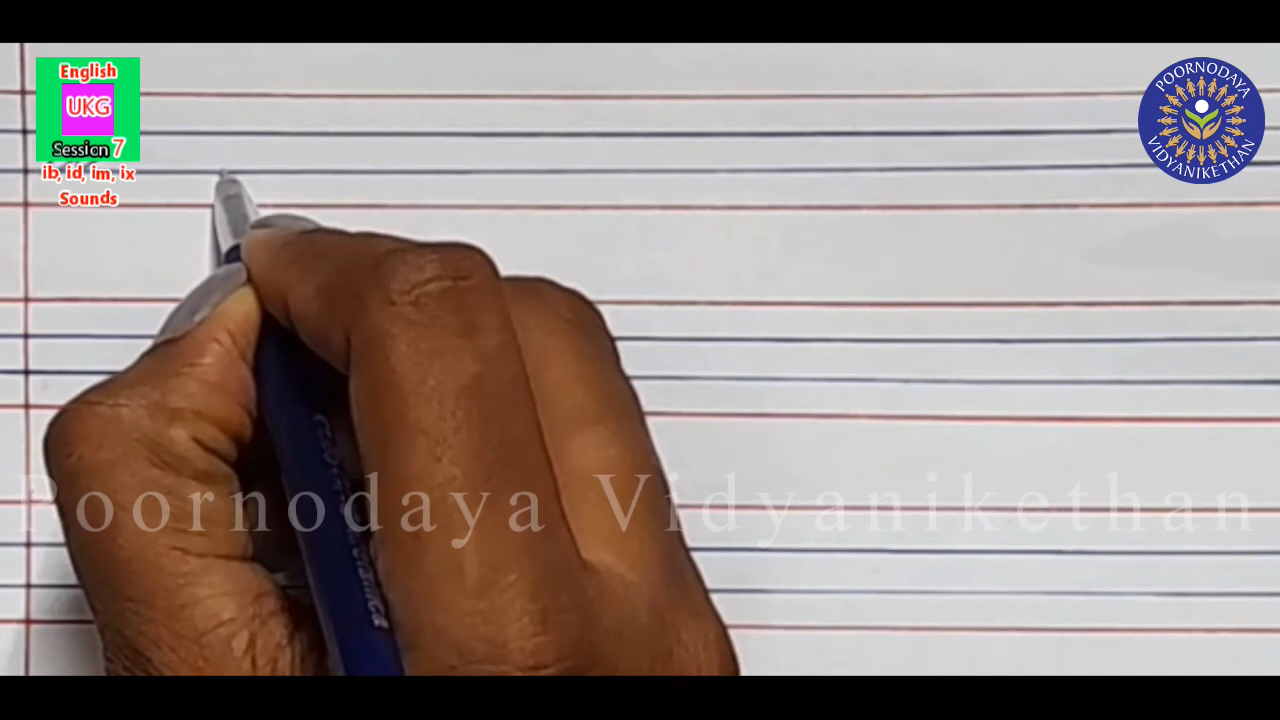 English
UKG
Session 7
ib, id, im, ix
Sounds
POORNODAYA
VIDYANIKETHAN
Poornodaya Vidyanikethan